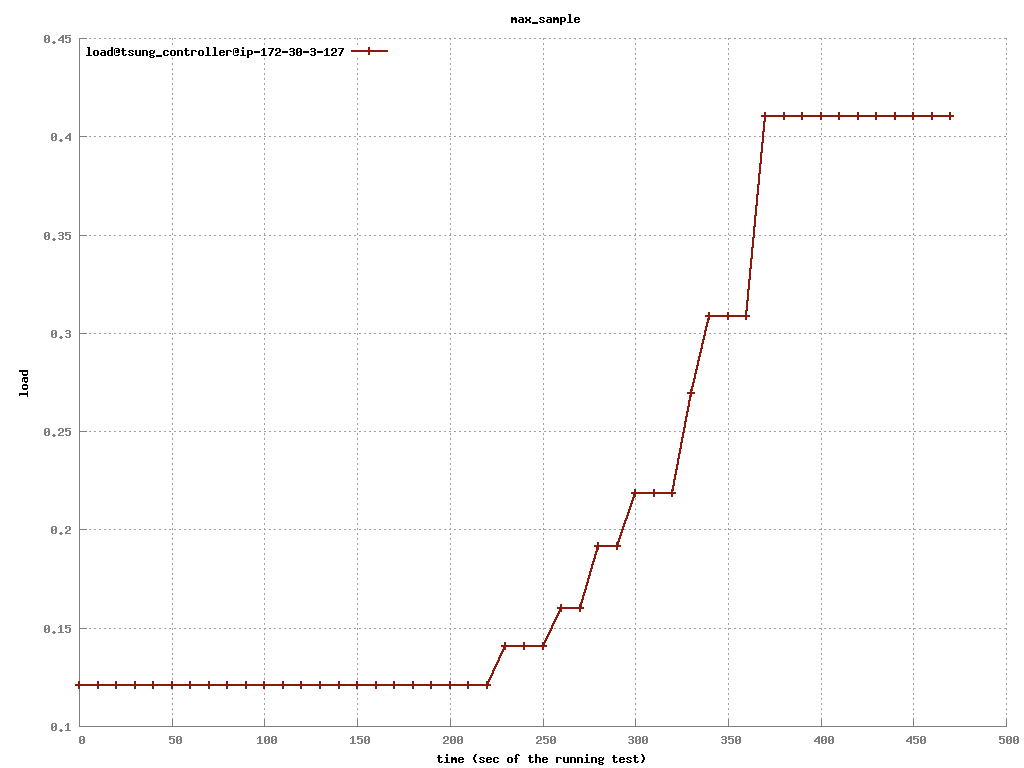 max_sample
load@tsung_controller@ip-172-30-3-127
0.45
0.4
0.35
0.3
0.25
0.2
0.15
0.1
load
0 50 100 150 200 250 300 350 400 450 500
time (sec of the running test)